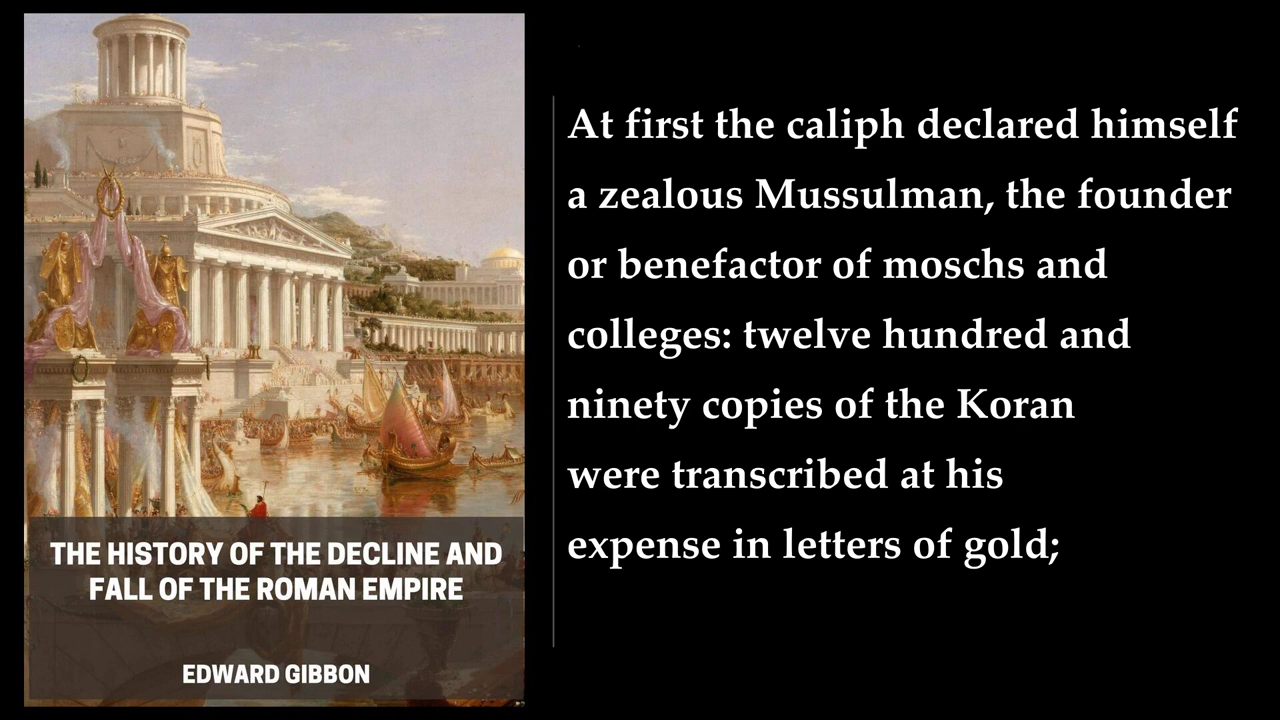 THE HISTORY OF THE DECLINE AND
FALL OF THE ROMAN EMPIRE
EDWARD GIBBON
At first the caliph declared himself
a zealous Mussulman, the founder
or benefactor of moschs and
colleges: twelve hundred and
ninety copies of the Koran
were transcribed at his
expense in letters of gold;